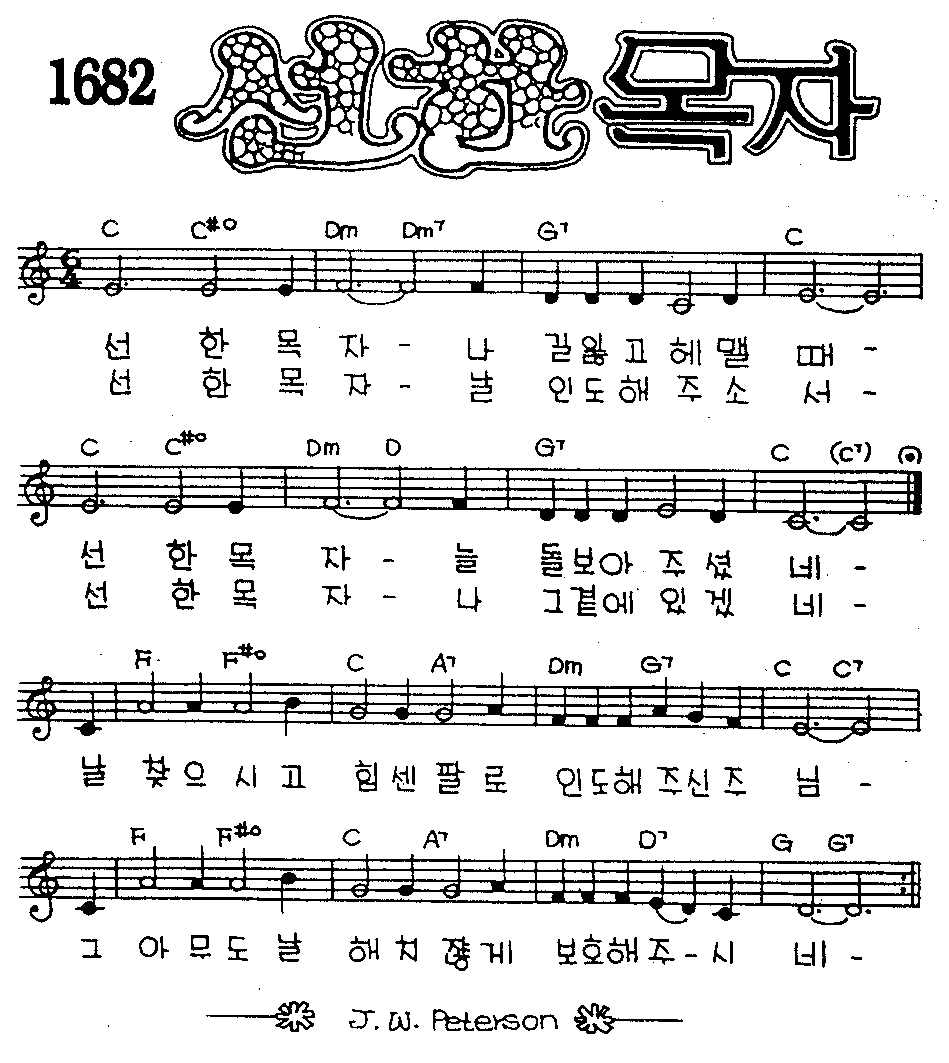 1682 선한 목자
C C#o Dm Dm7 G7 C
6
4
선 한 목 자 - 나 길잃고 헤맬 때 -
선 한 목 자 - 날 인도해 주소 서 -
C C#o Dm D G7 C (C7)
선 한 목 자 - 늘 돌보아 주셨 네 -
선 한 목 자 - 나 그곁에 있겠 네 -
F F#o C A7 Dm G7 C C7
날 찾으시고 힘센팔로 인도해주신주 님 -
F F#o C A7 Dm D7 G G7
그 아무도날 해치잖게 보호해주-시 네 -
J. W. Peterson